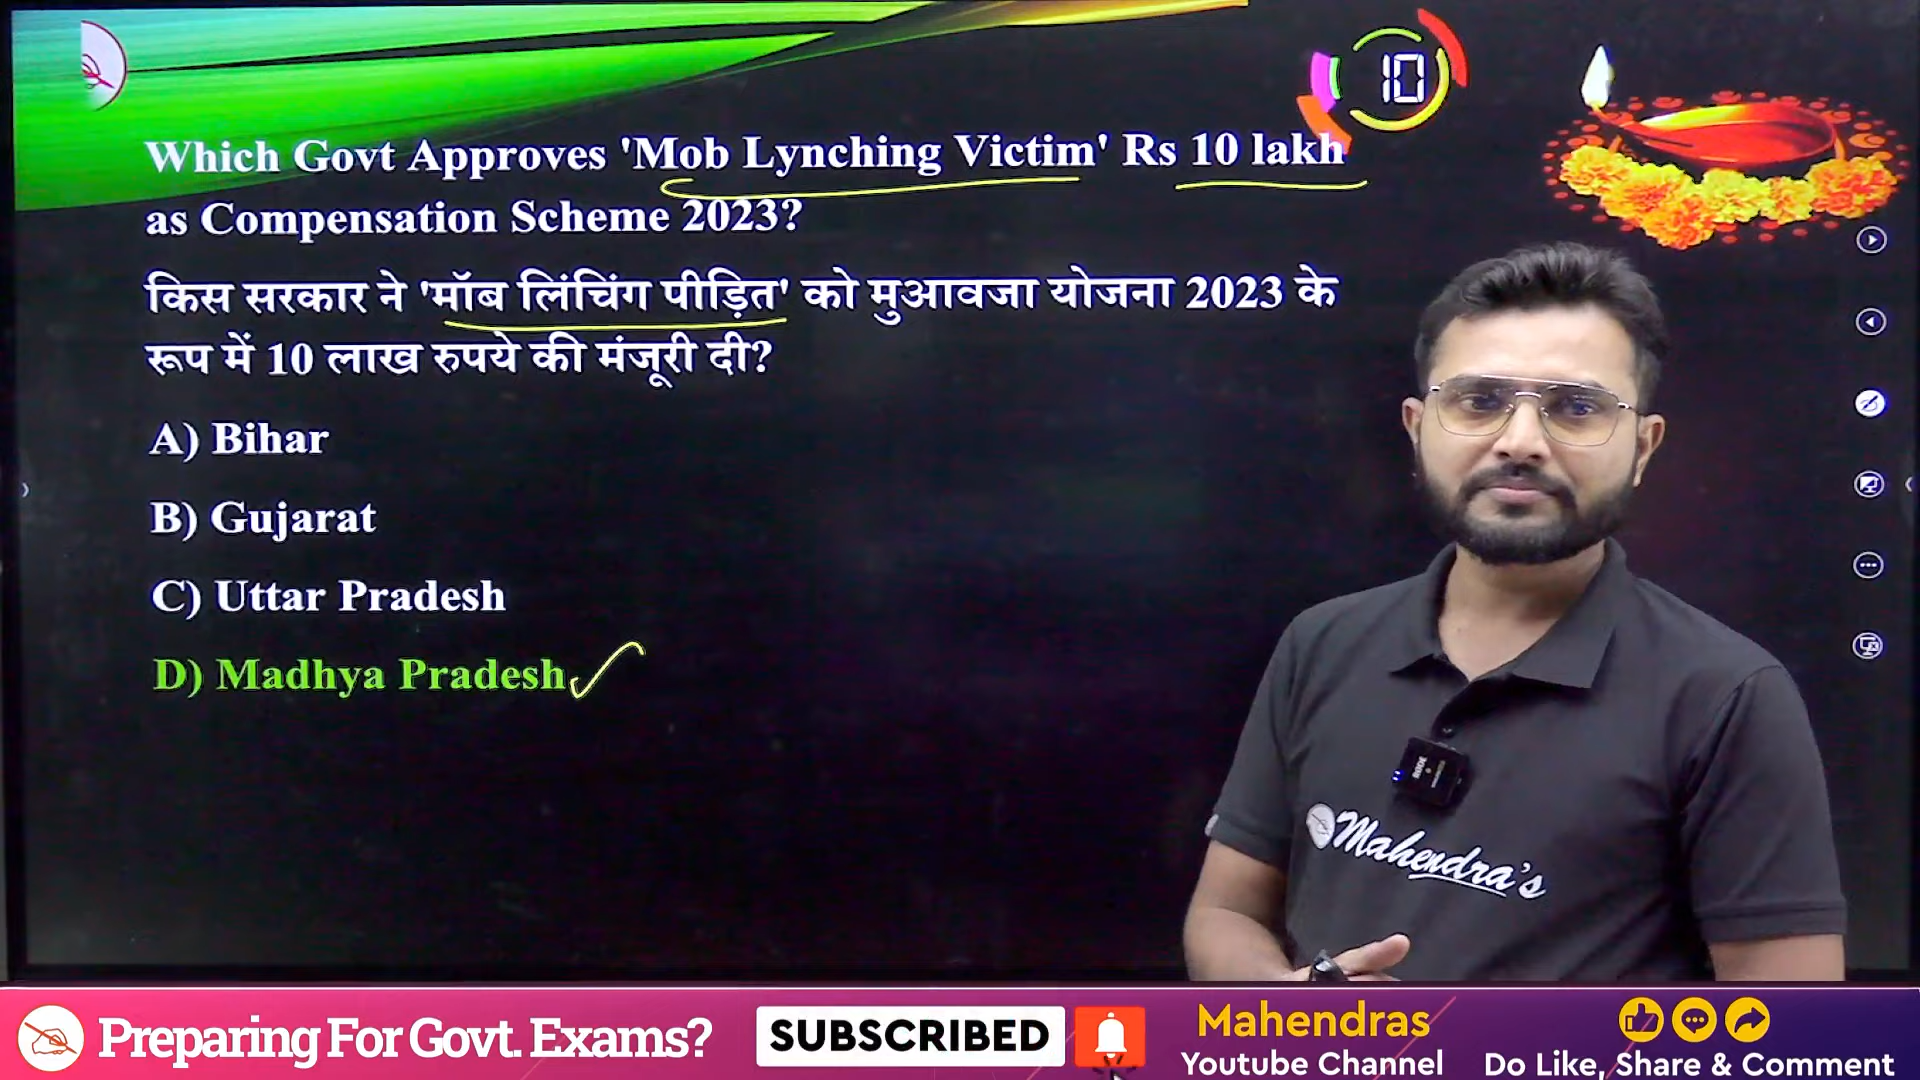 10
Which Govt Approves 'Mob Lynching Victim' Rs 10 lakh
as Compensation Scheme 2023?
किस सरकार ने 'मॉब लिंचिंग पीड़ित' को मुआवजा योजना 2023 के
रूप में 10 लाख रुपये की मंजूरी दी?
A) Bihar
B) Gujarat
C) Uttar Pradesh
D) Madhya Pradesh
RØDE
Mahendra's
Preparing For Govt. Exams?
SUBSCRIBED
Mahendras
Youtube Channel
Do Like, Share & Comment